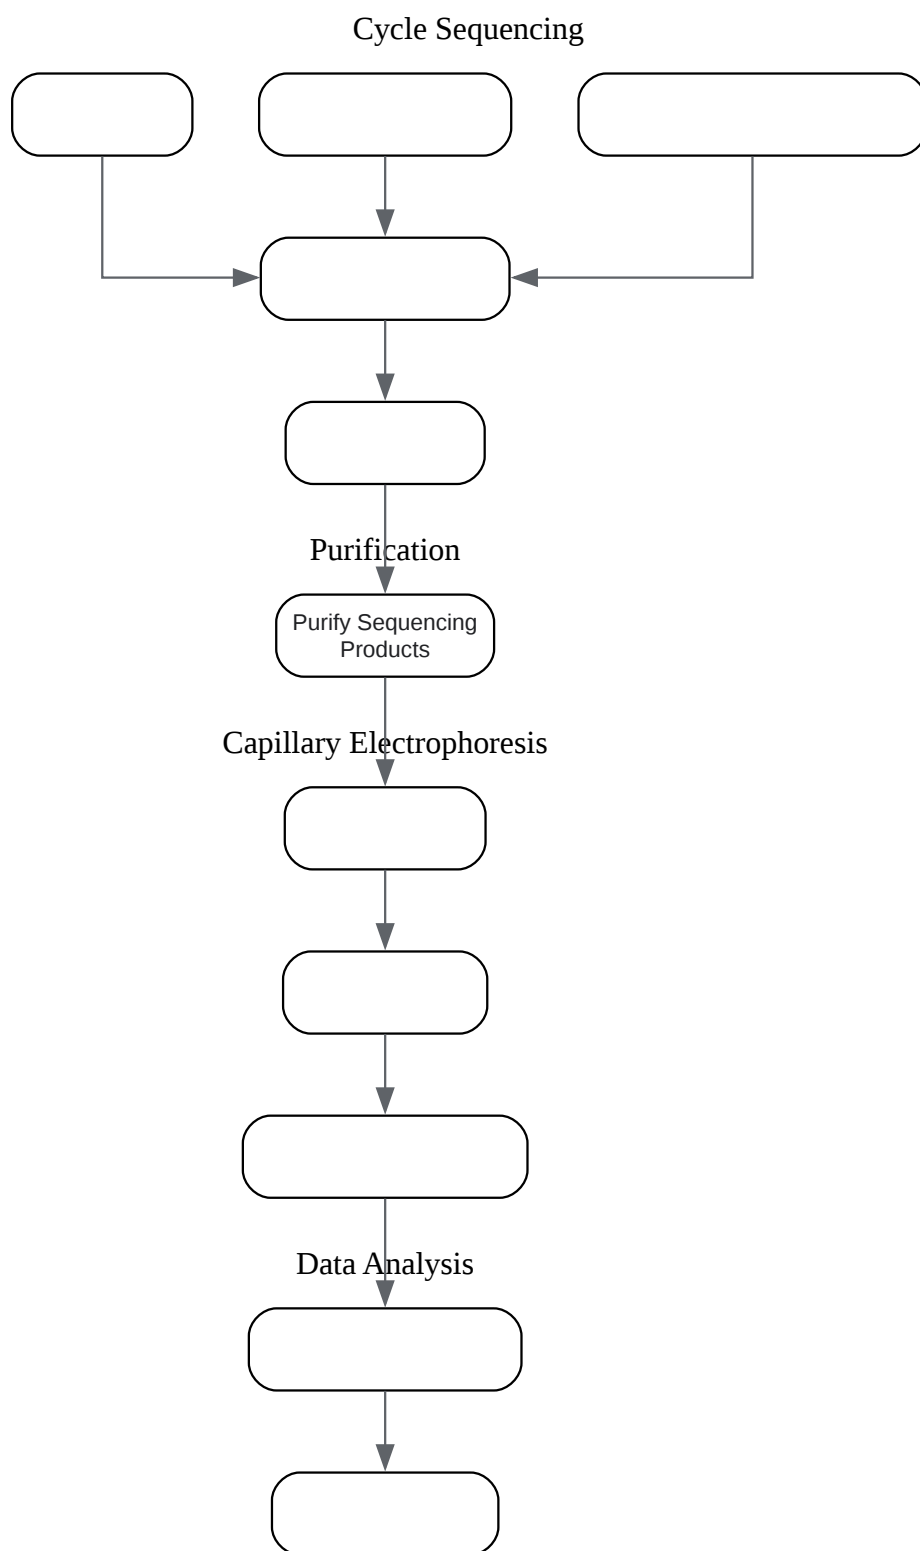 Cycle Sequencing
Purification
Purify Sequencing
Products
Capillary Electrophoresis
Data Analysis